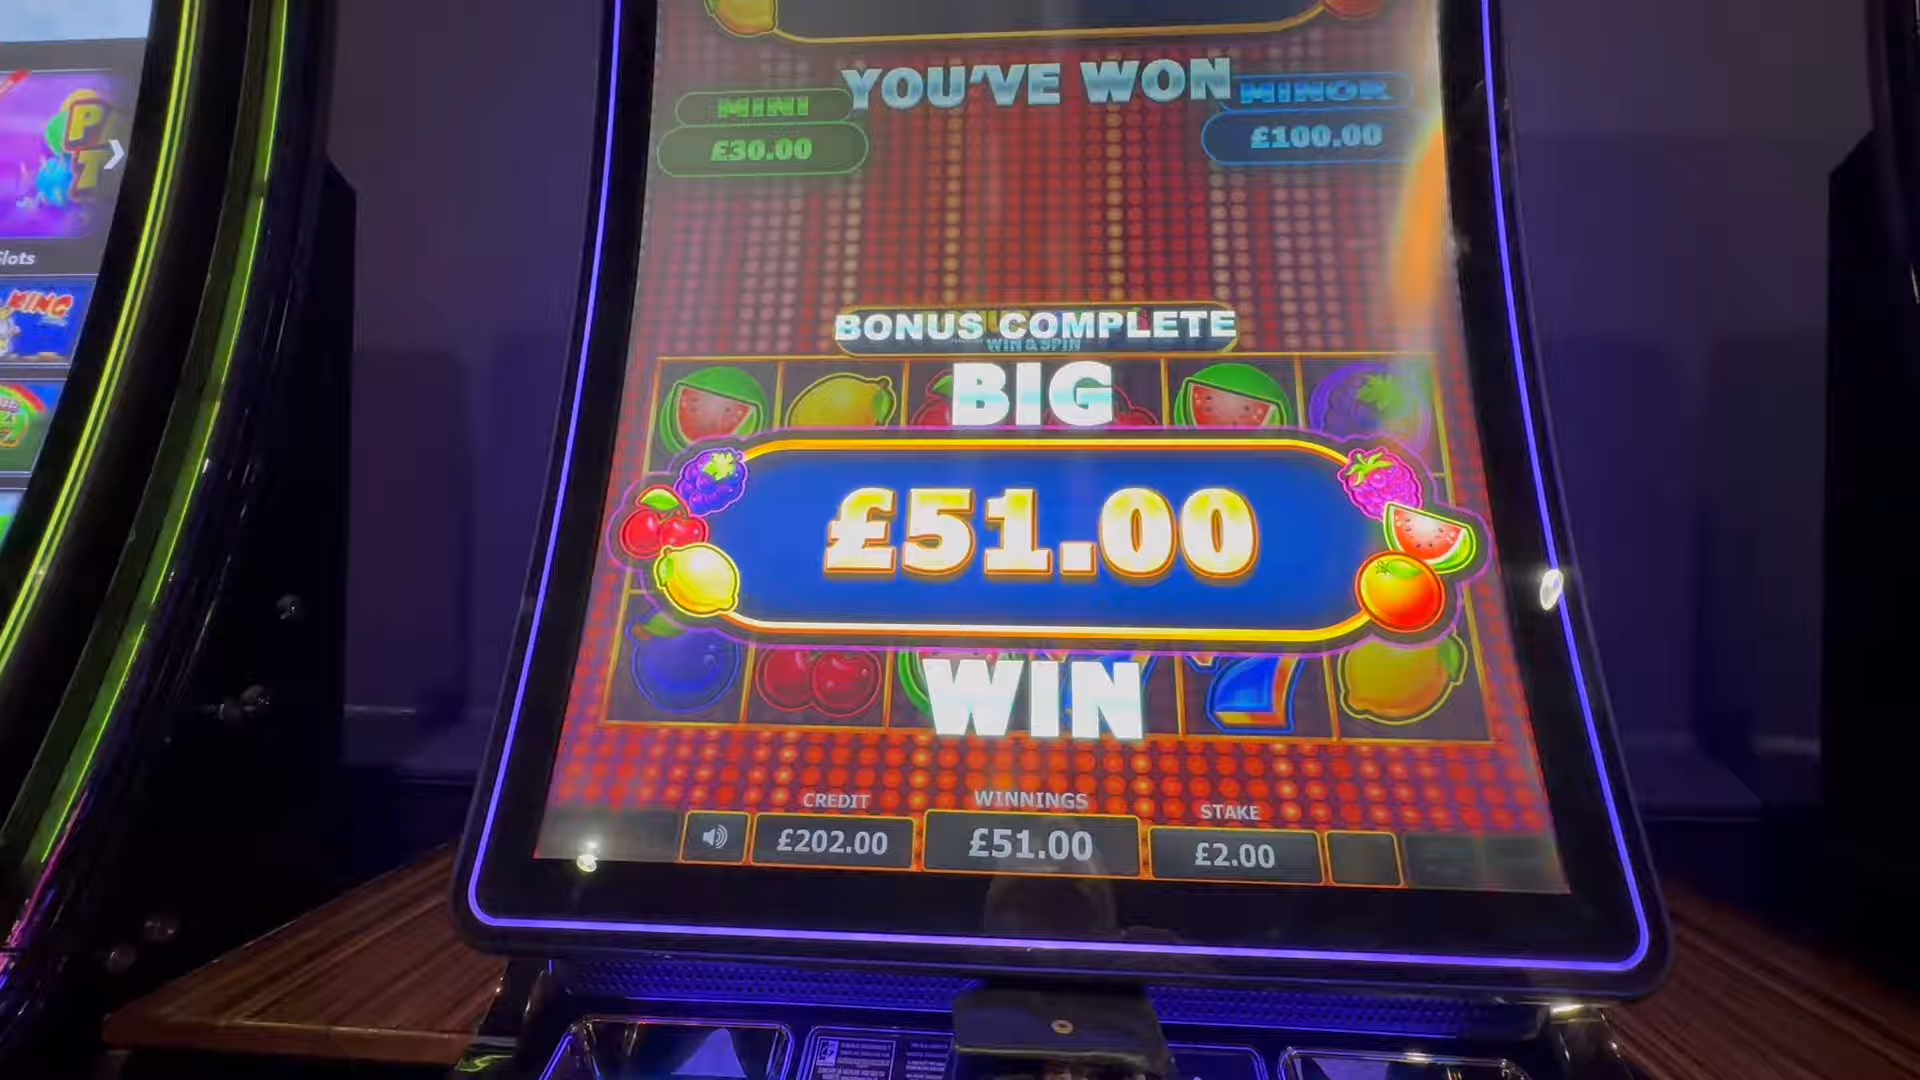 YOU'VE WON
MINI
£30.00
MINOR
£100.00
BONUS COMPLETE
WIN & SPIN
BIG
£51.00
WIN
CREDIT
£202.00
WINNINGS
£51.00
STAKE
£2.00
Slots
KING